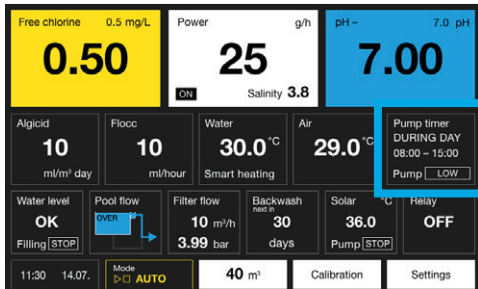 Free chlorine 0.5 mg/L
0.50
Power g/h
25
ON Salinity 3.8
pH – 7.0 pH
7.00
Algicid
10
ml/m³ day
Flocc
10
ml/hour
Water
30.0 °C
Smart heating
Air
29.0 °C
Pump timer
DURING DAY
08:00 – 15:00
Pump LOW
Water level
OK
Filling STOP
Pool flow
OVER
Filter flow
10 m³/h
3.99 bar
Backwash
next in
30
days
Solar °C
36.0
Pump STOP
Relay
OFF
11:30 14.07.
Mode
AUTO
40 m³
Calibration
Settings